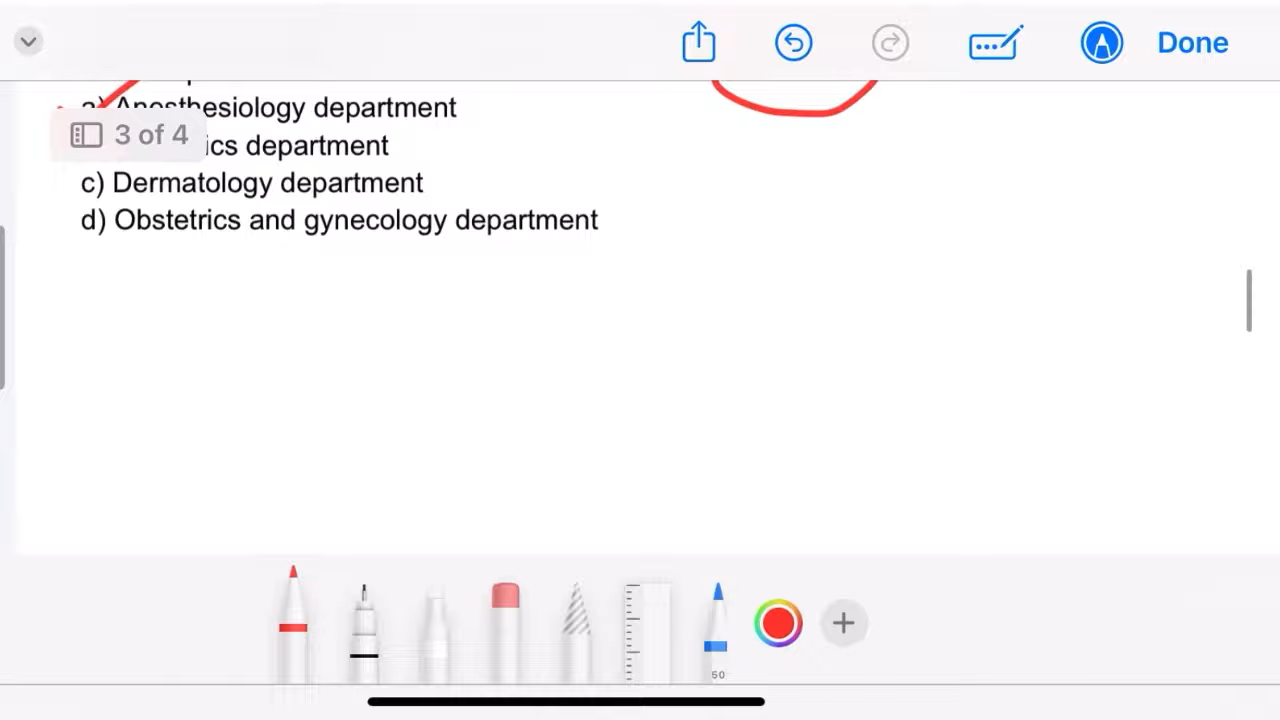 Done
a) Anesthesiology department
3 of 4
ics department
c) Dermatology department
d) Obstetrics and gynecology department
50